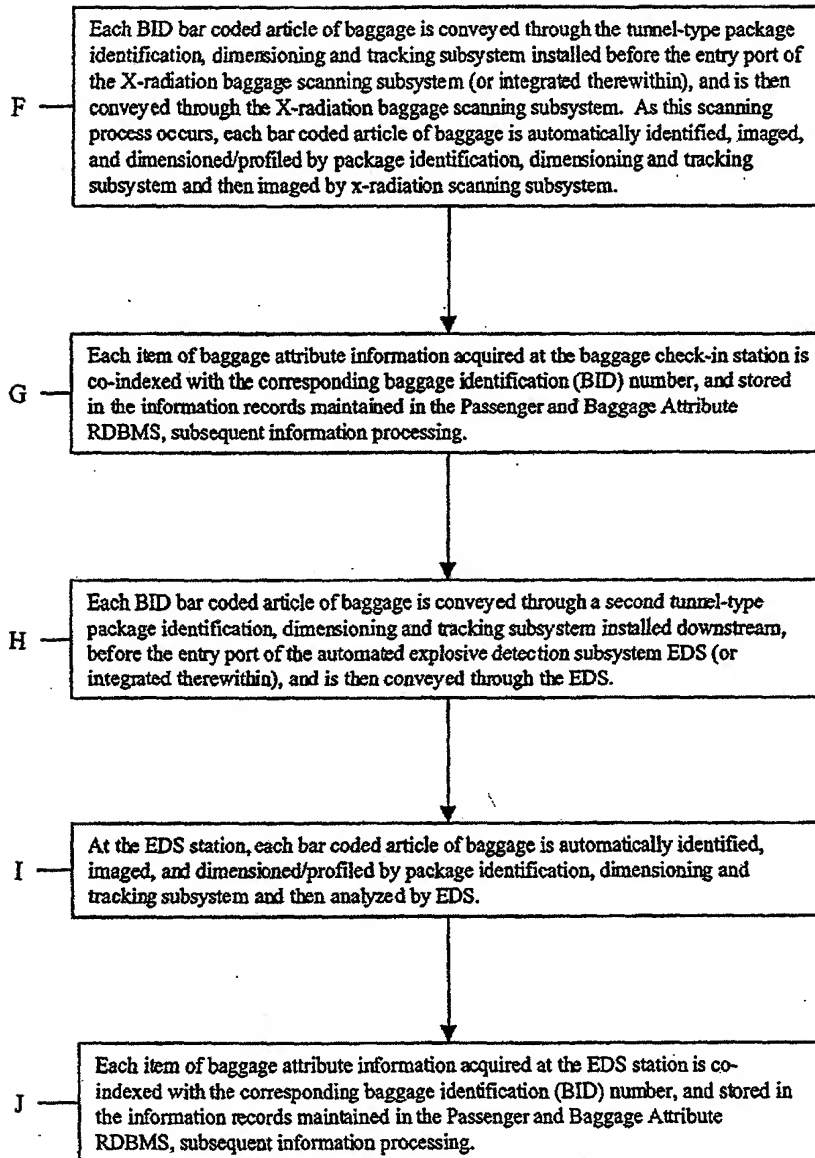 Each BID bar coded article of baggage is conveyed through the tunnel-type package
identification, dimensioning and tracking subsystem installed before the entry port of
the X-radiation baggage scanning subsystem (or integrated therewithin), and is then
F
conveyed through the X-radiation baggage scanning subsystem. As this scanning
process occurs, each bar coded article of baggage is automatically identified, imaged,
and dimensioned/profiled by package identification, dimensioning and tracking
subsystem and then imaged by x-radiation scanning subsystem.
Each item of baggage attribute information acquired at the baggage check-in station is
co-indexed with the corresponding baggage identification (BID) number, and stored
G
in the information records maintained in the Passenger and Baggage Attribute
RDBMS, subsequent information processing.
Each BID bar coded article of baggage is conveyed through a second tunnel-type
package identification, dimensioning and tracking subsystem installed downstream,
H
before the entry port of the automated explosive detection subsystem EDS (or
integrated therewithin), and is then conveyed through the EDS.
At the EDS station, each bar coded article of baggage is automatically identified,
I
imaged, and dimensioned/profiled by package identification, dimensioning and
tracking subsystem and then analyzed by EDS.
Each item of baggage attribute information acquired at the EDS station is co-
indexed with the corresponding baggage identification (BID) number, and stored in
J
the information records maintained in the Passenger and Baggage Attribute
RDBMS, subsequent information processing.